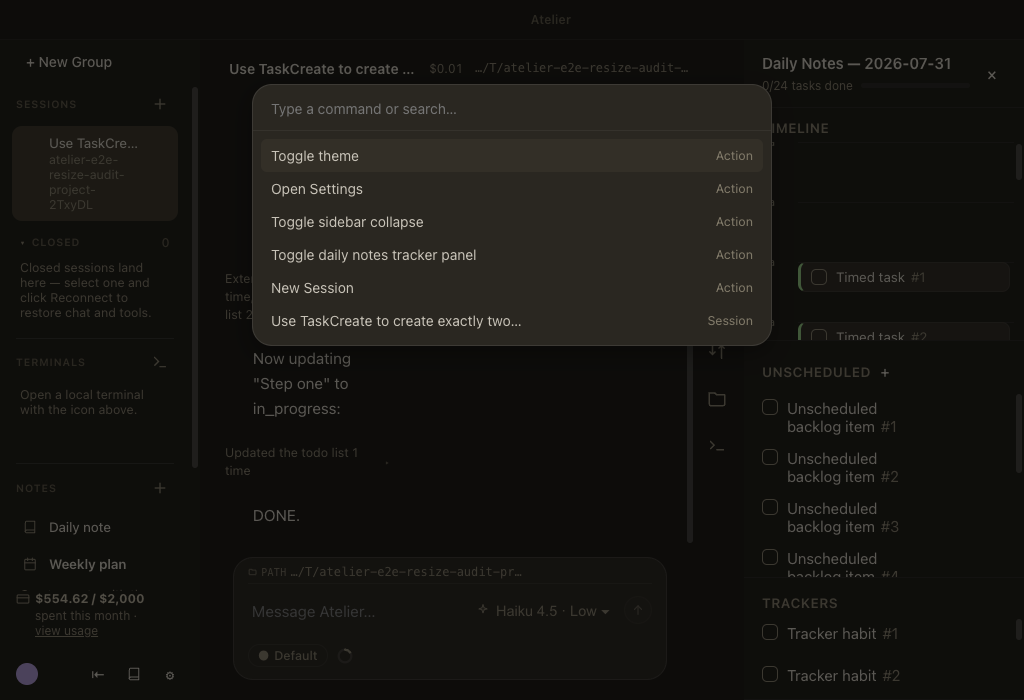 Atelier
+ New Group
SESSIONS
Use TaskCre...
atelier-e2e-
resize-audit-
project-
2TxyDL
CLOSED 0
Closed sessions land
here — select one and
click Reconnect to
restore chat and tools.
TERMINALS
Open a local terminal
with the icon above.
NOTES
Daily note
Weekly plan
$554.62 / $2,000
spent this month ·
view usage
Use TaskCreate to create ... $0.01 …/T/atelier-e2e-resize-audit-…
Type a command or search...
Toggle theme Action
Open Settings Action
Toggle sidebar collapse Action
Toggle daily notes tracker panel Action
New Session Action
Use TaskCreate to create exactly two... Session
time,
list 2
Now updating
"Step one" to
in_progress:
Updated the todo list 1
time
DONE.
PATH …/T/atelier-e2e-resize-audit-pr…
Message Atelier...
Haiku 4.5 · Low
Default
Daily Notes — 2026-07-31
0/24 tasks done
IMELINE
Timed task #1
Timed task #2
UNSCHEDULED +
Unscheduled
backlog item #1
Unscheduled
backlog item #2
Unscheduled
backlog item #3
Unscheduled
backlog item #4
TRACKERS
Tracker habit #1
Tracker habit #2